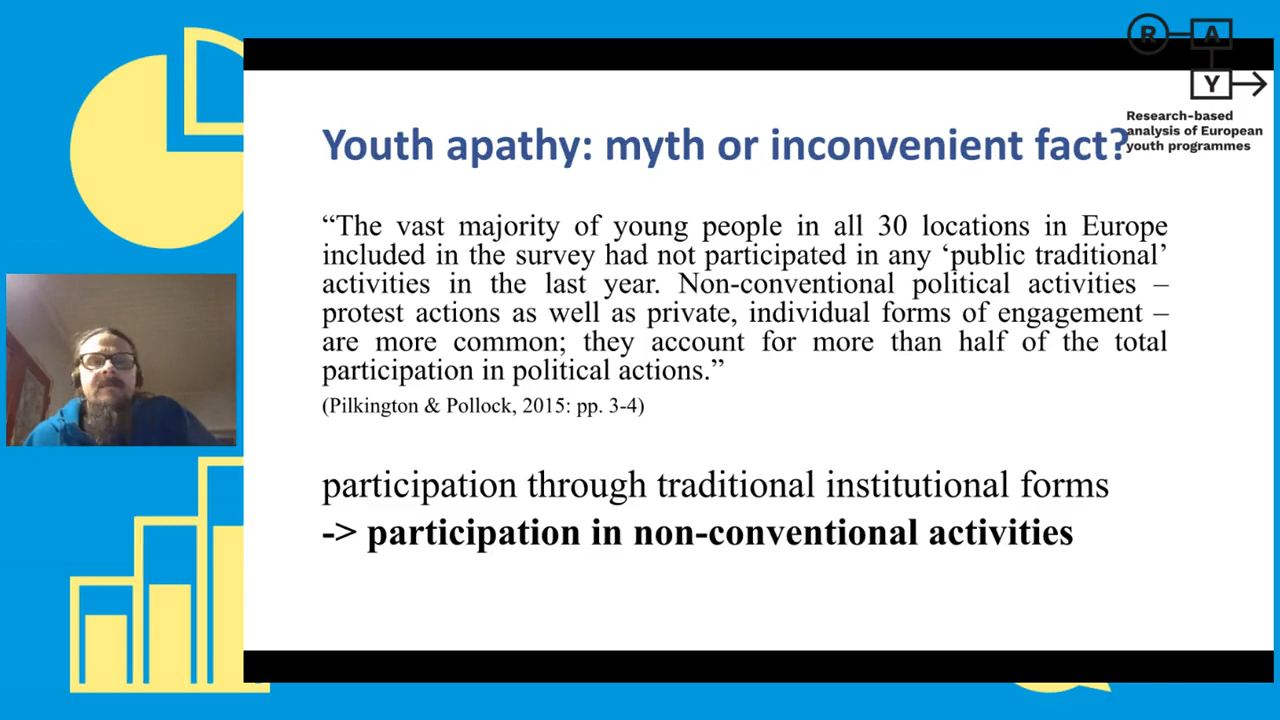 R A
Y
Research-based
analysis of European
youth programmes
Youth apathy: myth or inconvenient fact?
“The vast majority of young people in all 30 locations in Europe
included in the survey had not participated in any ‘public traditional’
activities in the last year. Non-conventional political activities –
protest actions as well as private, individual forms of engagement –
are more common; they account for more than half of the total
participation in political actions.”
(Pilkington & Pollock, 2015: pp. 3-4)
participation through traditional institutional forms
-> participation in non-conventional activities